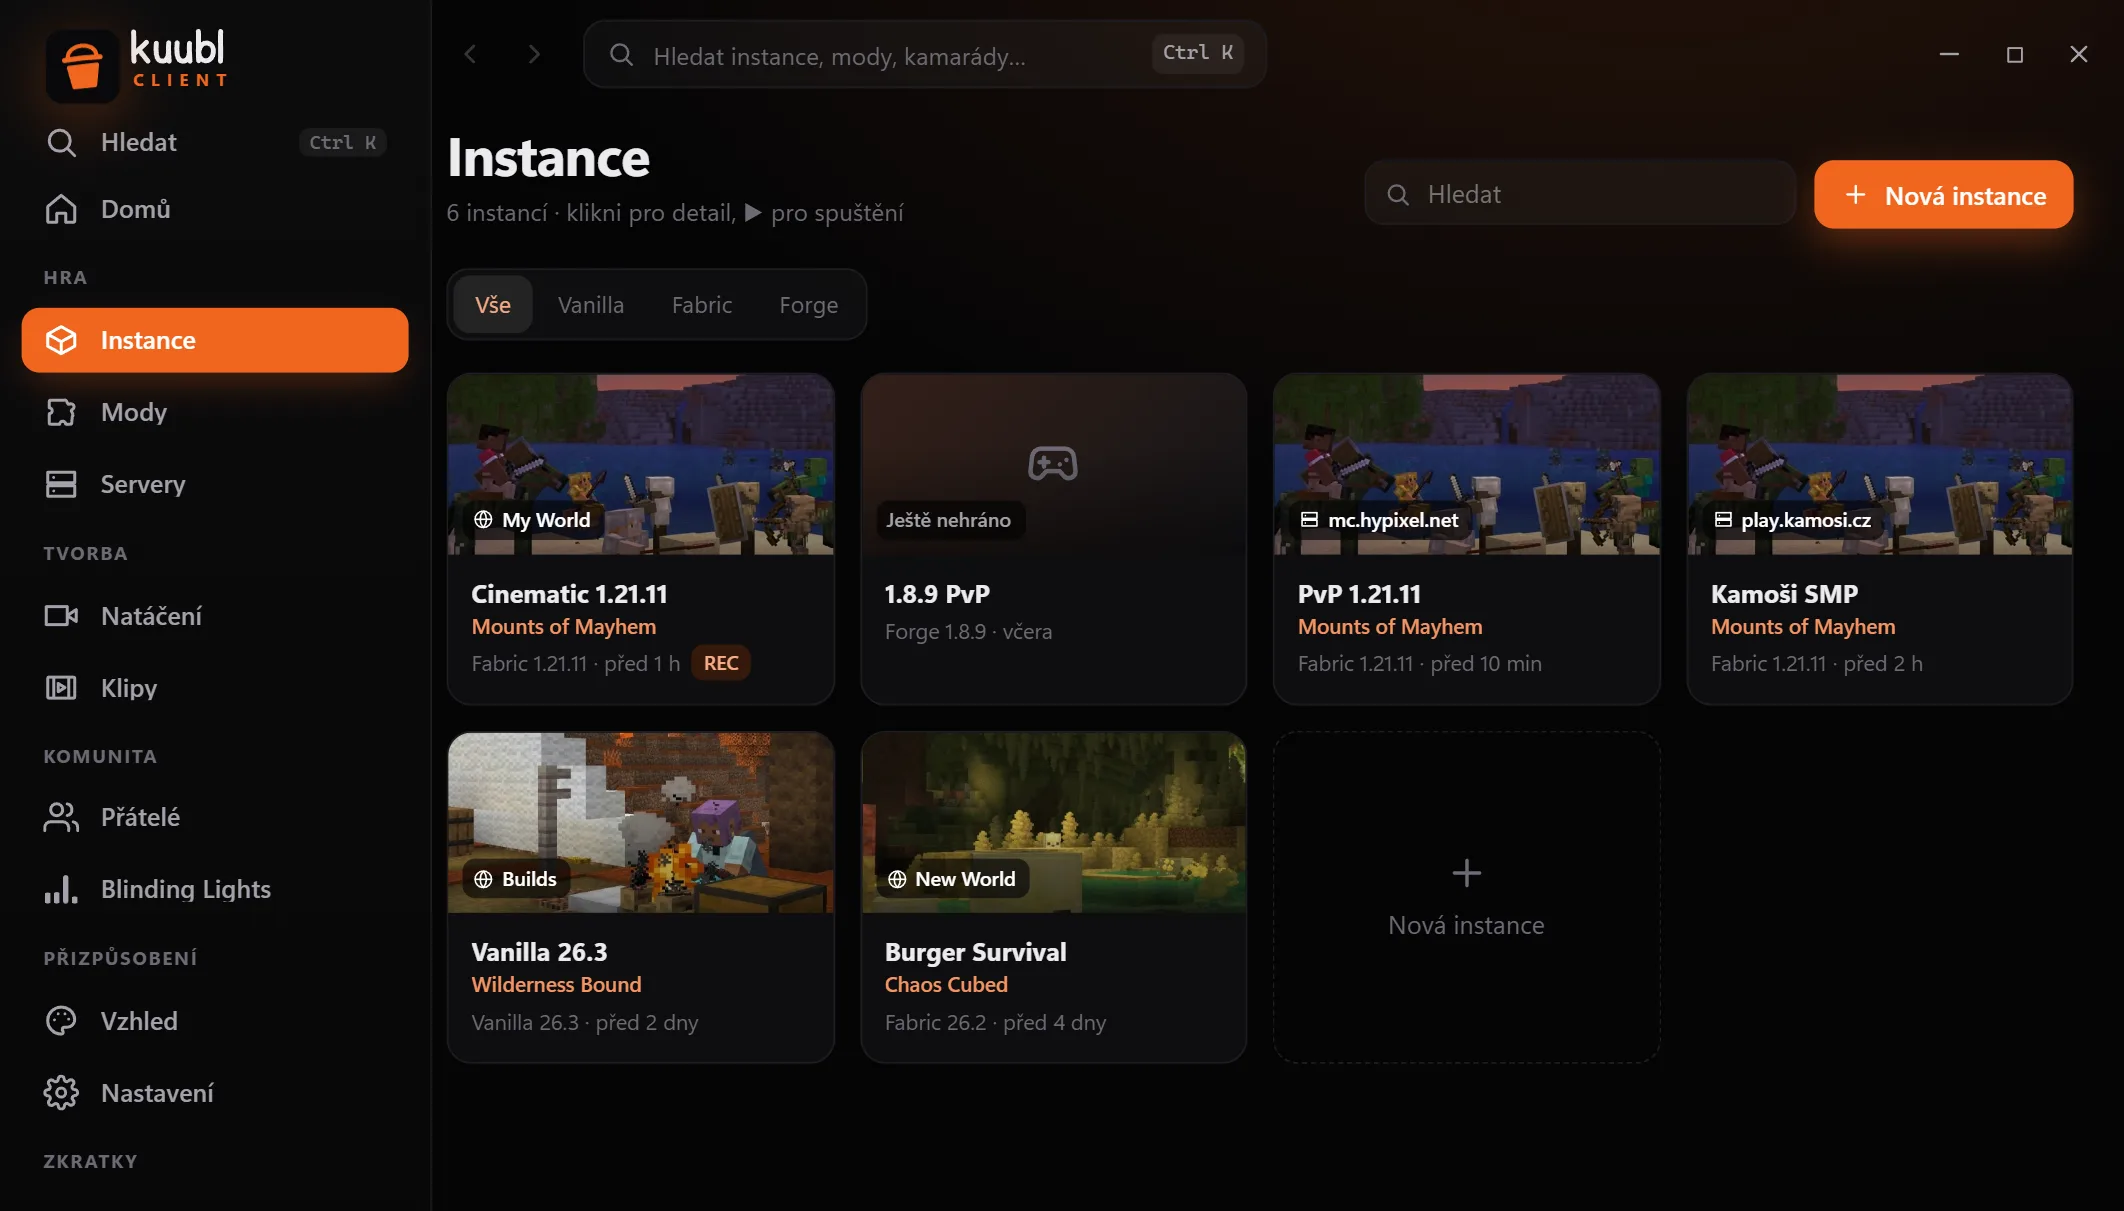 kuubl
CLIENT
Hledat
Ctrl K
Domů
HRA
Instance
Mody
Servery
TVORBA
Natáčení
Klipy
KOMUNITA
Přátelé
Blinding Lights
PŘIZPŮSOBENÍ
Vzhled
Nastavení
ZKRATKY
Hledat instance, mody, kamarády...
Ctrl K
Instance
6 instancí · klikni pro detail, ▶ pro spuštění
Hledat
+ Nová instance
Vše
Vanilla
Fabric
Forge
My World
Cinematic 1.21.11
Mounts of Mayhem
Fabric 1.21.11 · před 1 h
REC
Ještě nehráno
1.8.9 PvP
Forge 1.8.9 · včera
mc.hypixel.net
PvP 1.21.11
Mounts of Mayhem
Fabric 1.21.11 · před 10 min
play.kamosi.cz
Kamoši SMP
Mounts of Mayhem
Fabric 1.21.11 · před 2 h
Builds
Vanilla 26.3
Wilderness Bound
Vanilla 26.3 · před 2 dny
New World
Burger Survival
Chaos Cubed
Fabric 26.2 · před 4 dny
Nová instance